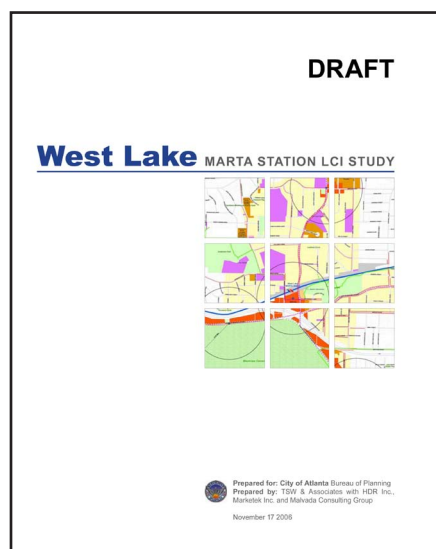 DRAFT
West Lake MARTA STATION LCI STUDY
Prepared for: City of Atlanta Bureau of Planning
Prepared by: TSW & Associates with HDR Inc.,
Marketek Inc. and Malvada Consulting Group
November 17 2006